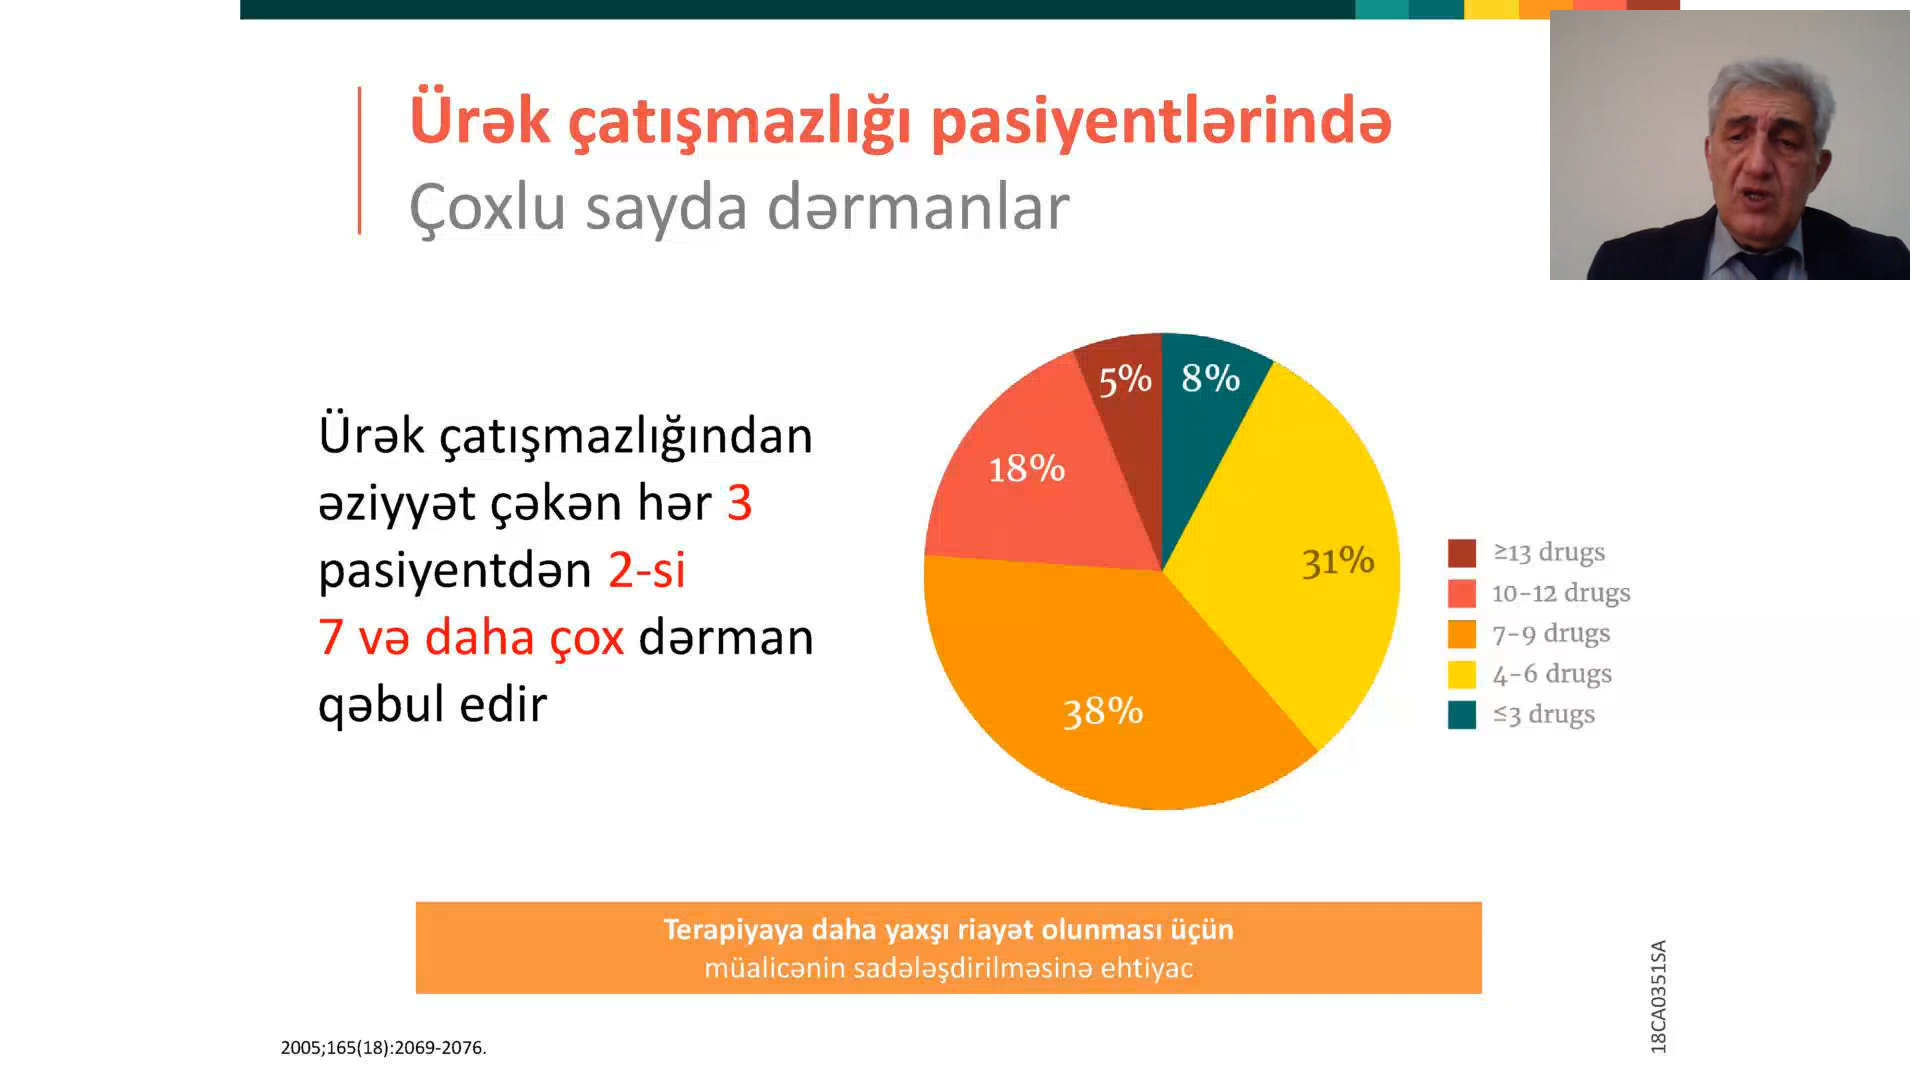 Ürək çatışmazlığı pasiyentlərində
Çoxlu sayda dərmanlar
Ürək çatışmazlığından
əziyyət çəkən hər 3
pasiyentdən 2-si
7 və daha çox dərman
qəbul edir
5%
8%
18%
31%
38%
≥13 drugs
10-12 drugs
7-9 drugs
4-6 drugs
≤3 drugs
Terapiyaya daha yaxşı riayət olunması üçün
müalicənin sadələşdirilməsinə ehtiyac
18CA0351SA
2005;165(18):2069-2076.